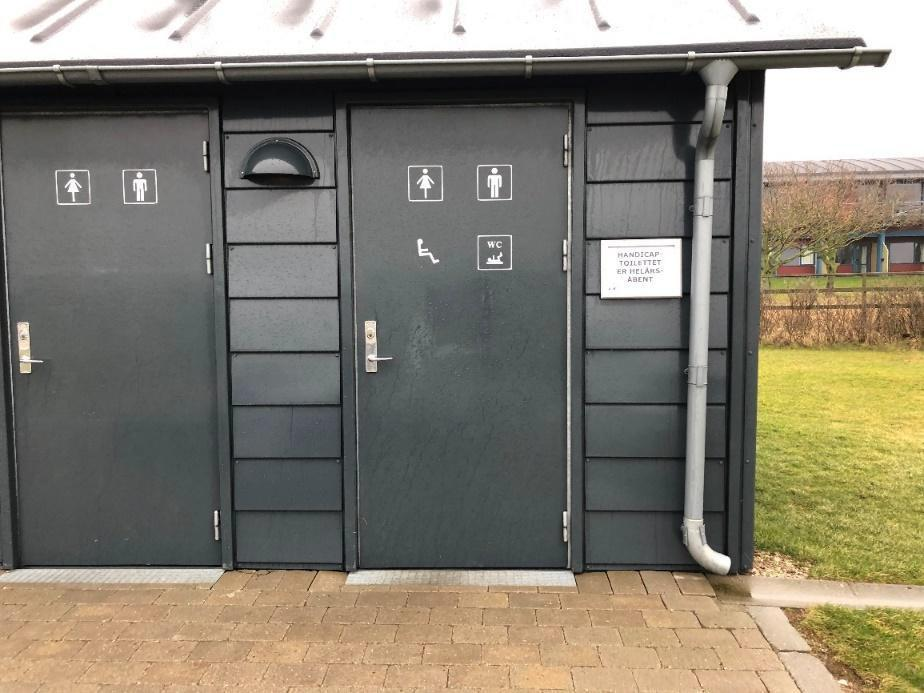 WC
HANDICAP-
TOILETTET
ER HELÅRS-
ÅBENT